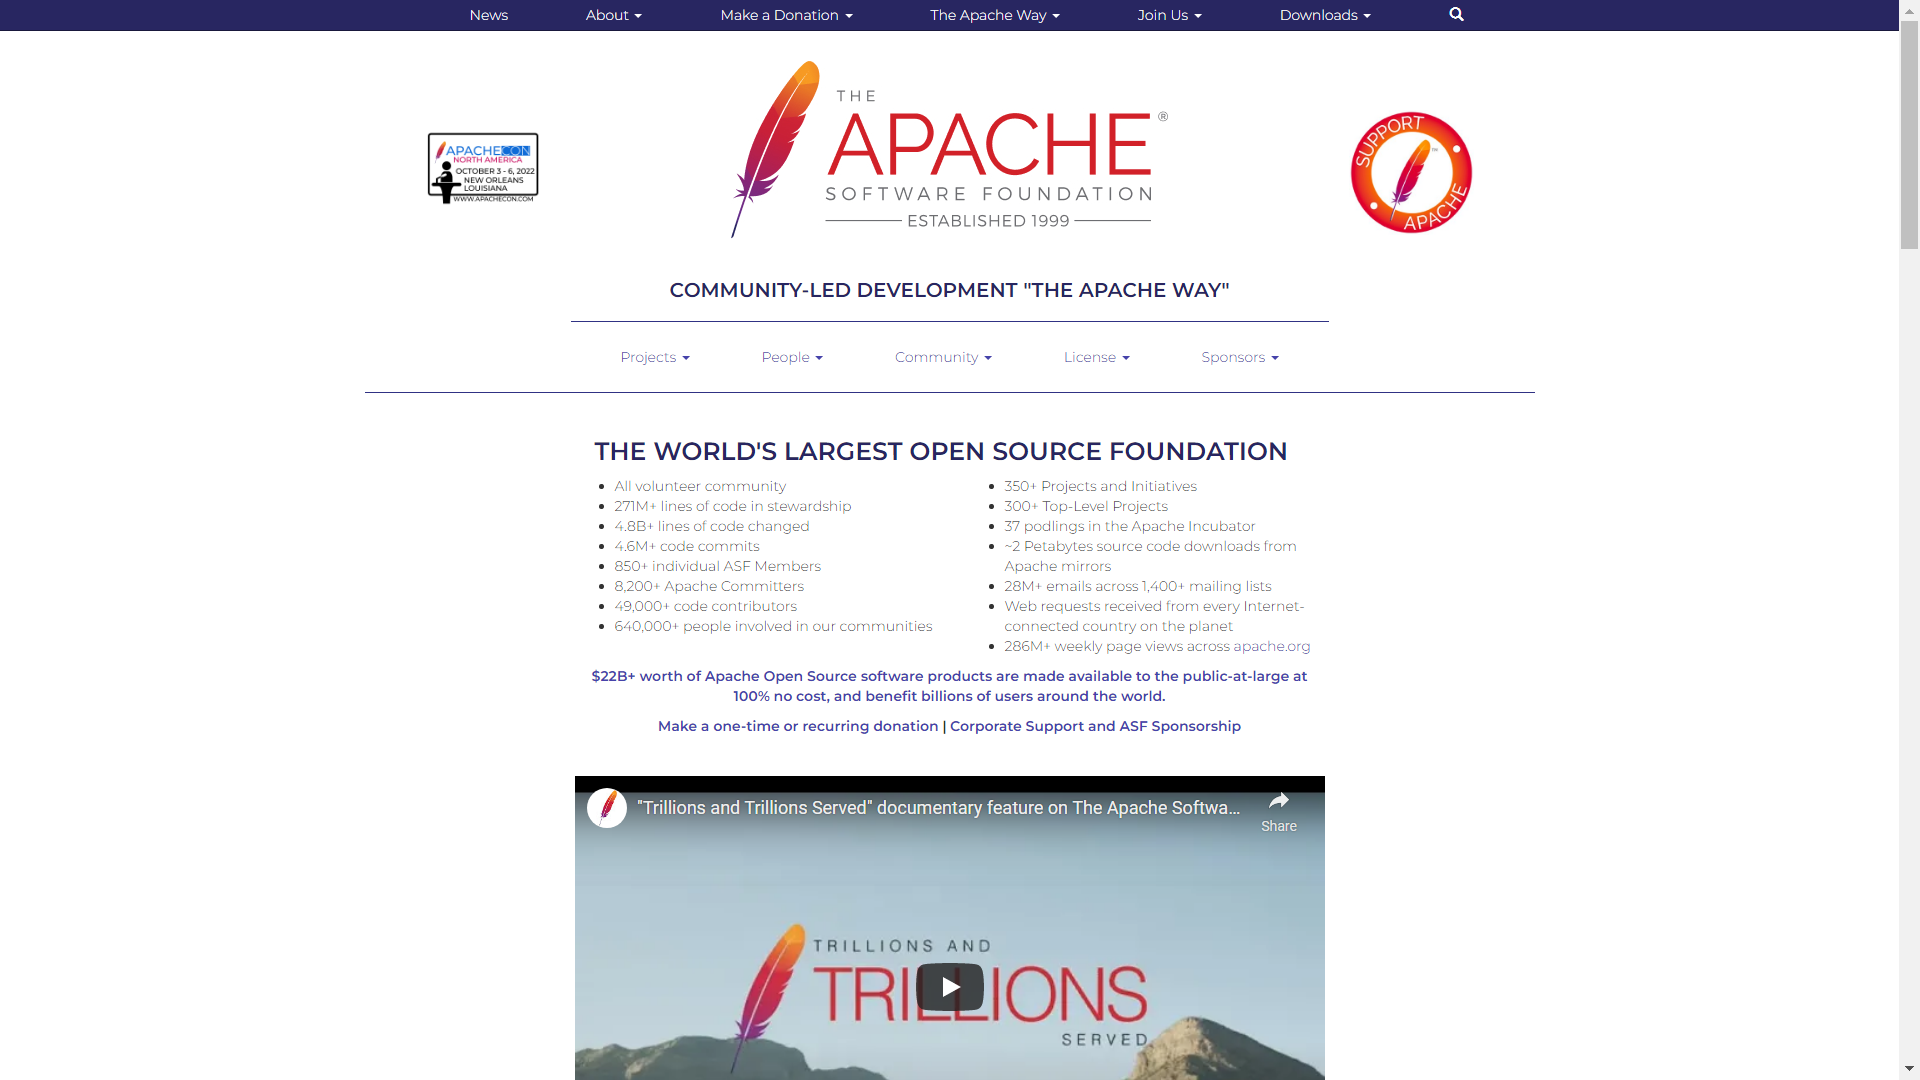 News
About
Make a Donation
The Apache Way
Join Us
Downloads
APACHECON
NORTH AMERICA
OCTOBER 3 - 6, 2022
NEW ORLEANS
LOUISIANA
WWW.APACHECON.COM
THE
APACHE®
SOFTWARE FOUNDATION
ESTABLISHED 1999
SUPPORT
APACHE
™
COMMUNITY-LED DEVELOPMENT "THE APACHE WAY"
Projects
People
Community
License
Sponsors
THE WORLD'S LARGEST OPEN SOURCE FOUNDATION
All volunteer community
271M+ lines of code in stewardship
4.8B+ lines of code changed
4.6M+ code commits
850+ individual ASF Members
8,200+ Apache Committers
49,000+ code contributors
640,000+ people involved in our communities
350+ Projects and Initiatives
300+ Top-Level Projects
37 podlings in the Apache Incubator
~2 Petabytes source code downloads from
Apache mirrors
28M+ emails across 1,400+ mailing lists
Web requests received from every Internet-
connected country on the planet
286M+ weekly page views across apache.org
$22B+ worth of Apache Open Source software products are made available to the public-at-large at
100% no cost, and benefit billions of users around the world.
Make a one-time or recurring donation | Corporate Support and ASF Sponsorship
"Trillions and Trillions Served" documentary feature on The Apache Softwa...
Share
TRILLIONS AND
TRILLIONS
SERVED